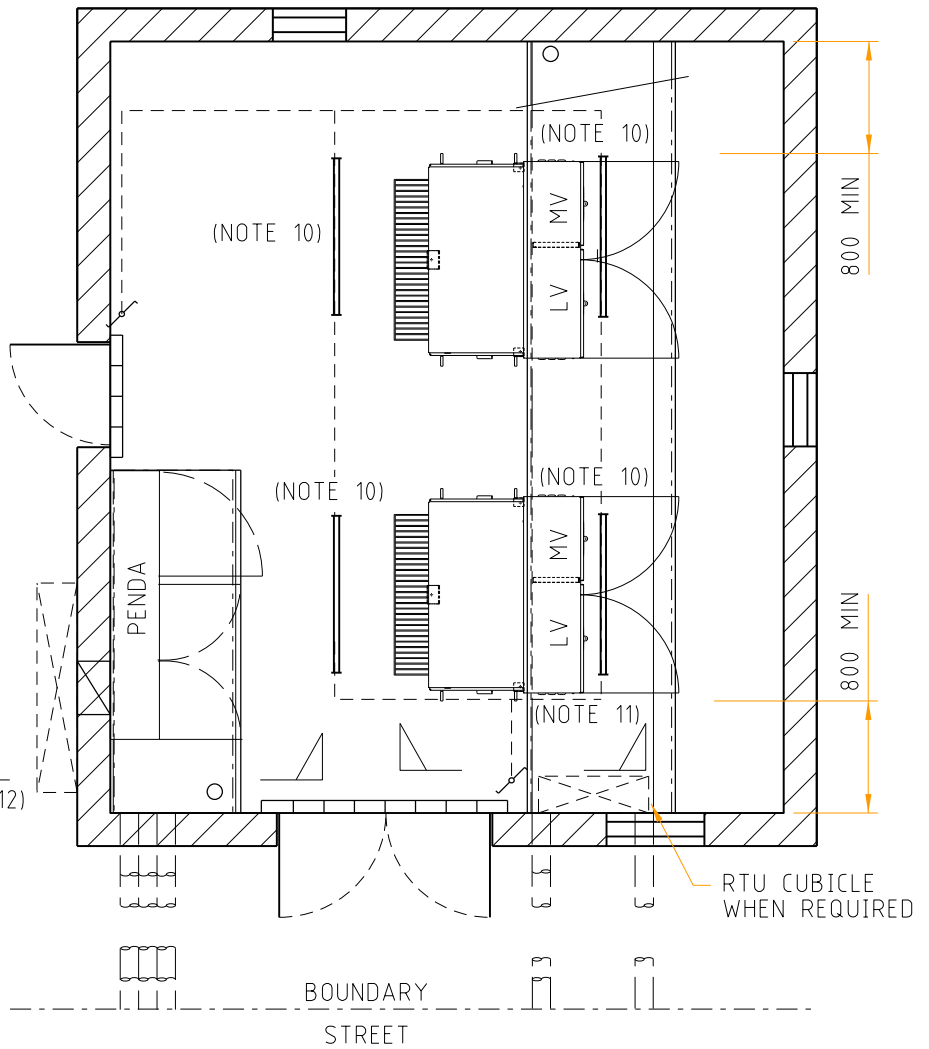 (NOTE 10)
MV
800 MIN
(NOTE 10)
LV
(NOTE 10)
(NOTE 10)
MV
PENDA
LV
800 MIN
(NOTE 11)
12)
RTU CUBICLE
WHEN REQUIRED
BOUNDARY
STREET